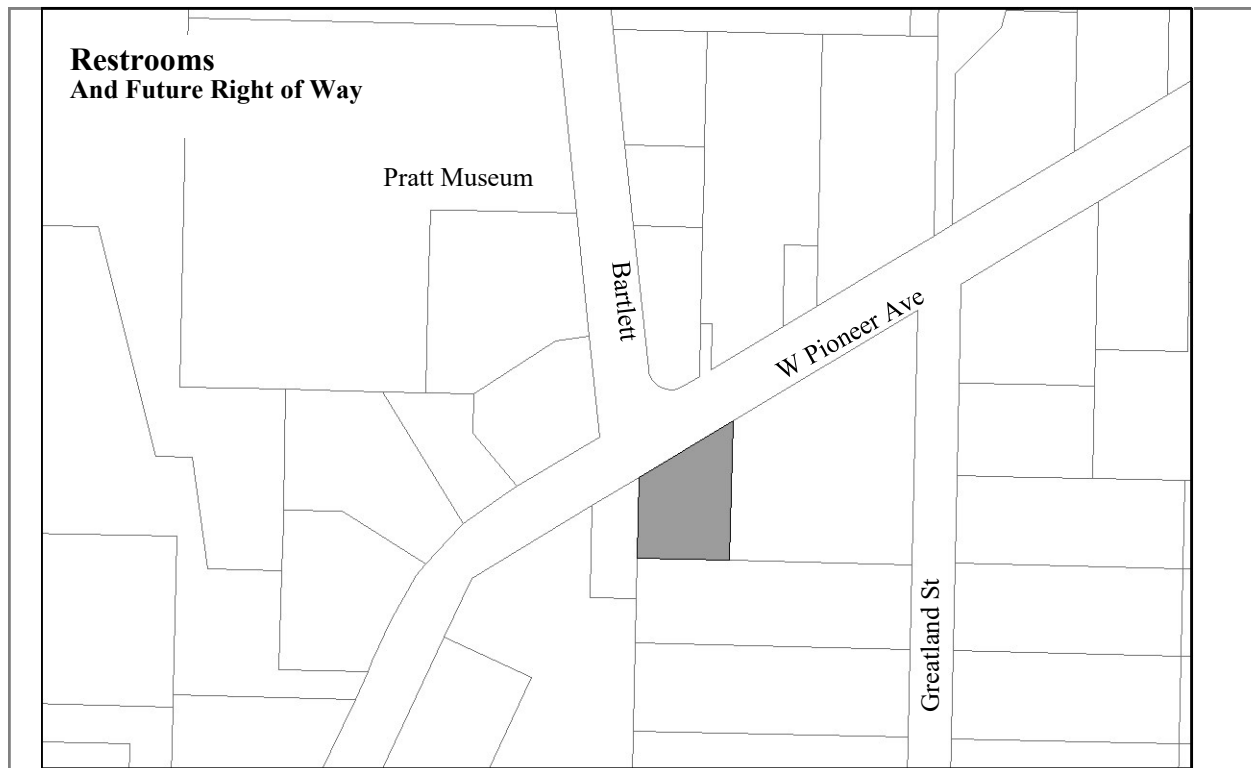 Restrooms
And Future Right of Way
Pratt Museum
Bartlett
W Pioneer Ave
Greatland St